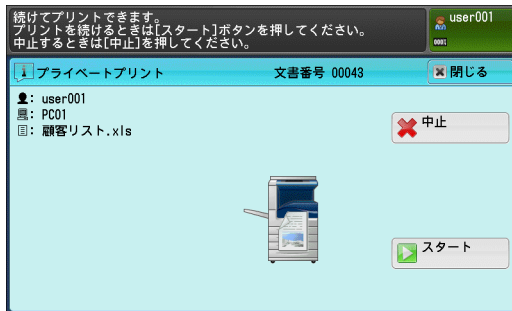 続けてプリントできます。
プリントを続けるときは[スタート]ボタンを押してください。
中止するときは[中止]を押してください。
user001
0001
プライベートプリント 文書番号 00043 閉じる
: user001
: PC01
: 顧客リスト.xls
中止
スタート